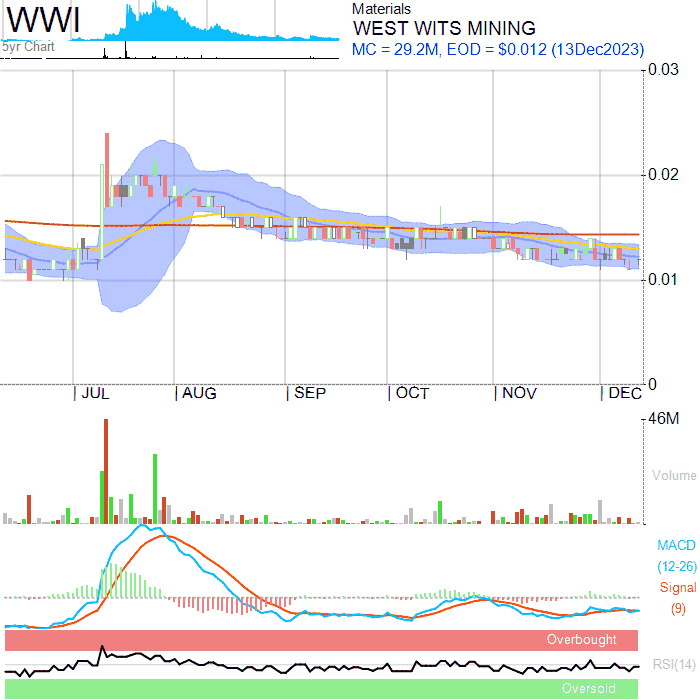 WWI
5yr Chart
Materials
WEST WITS MINING
MC = 29.2M, EOD = $0.012 (13Dec2023)
0.03
0.02
0.01
0
JUL AUG SEP OCT NOV DEC
46M
Volume
MACD
(12-26)
Signal
(9)
Overbought
RSI(14)
Oversold